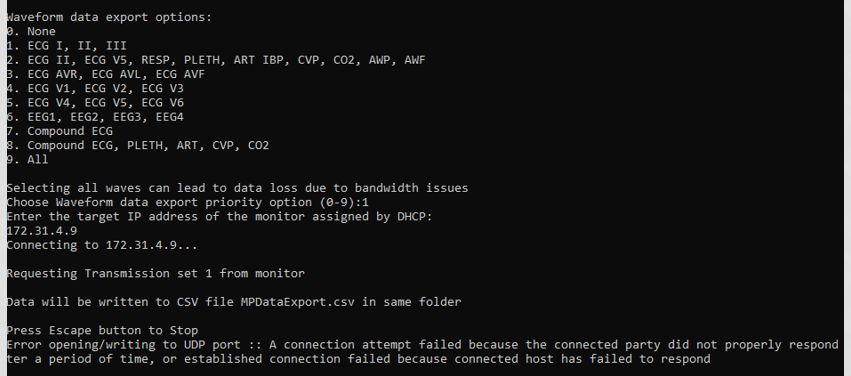 Waveform data export options:
0. None
1. ECG I, II, III
2. ECG II, ECG V5, RESP, PLETH, ART IBP, CVP, CO2, AWP, AWF
3. ECG AVR, ECG AVL, ECG AVF
4. ECG V1, ECG V2, ECG V3
5. ECG V4, ECG V5, ECG V6
6. EEG1, EEG2, EEG3, EEG4
7. Compound ECG
8. Compound ECG, PLETH, ART, CVP, CO2
9. All
Selecting all waves can lead to data loss due to bandwidth issues
Choose Waveform data export priority option (0-9):1
Enter the target IP address of the monitor assigned by DHCP:
172.31.4.9
Connecting to 172.31.4.9...
Requesting Transmission set 1 from monitor
Data will be written to CSV file MPDataExport.csv in same folder
Press Escape button to Stop
Error opening/writing to UDP port :: A connection attempt failed because the connected party did not properly respond
ter a period of time, or established connection failed because connected host has failed to respond